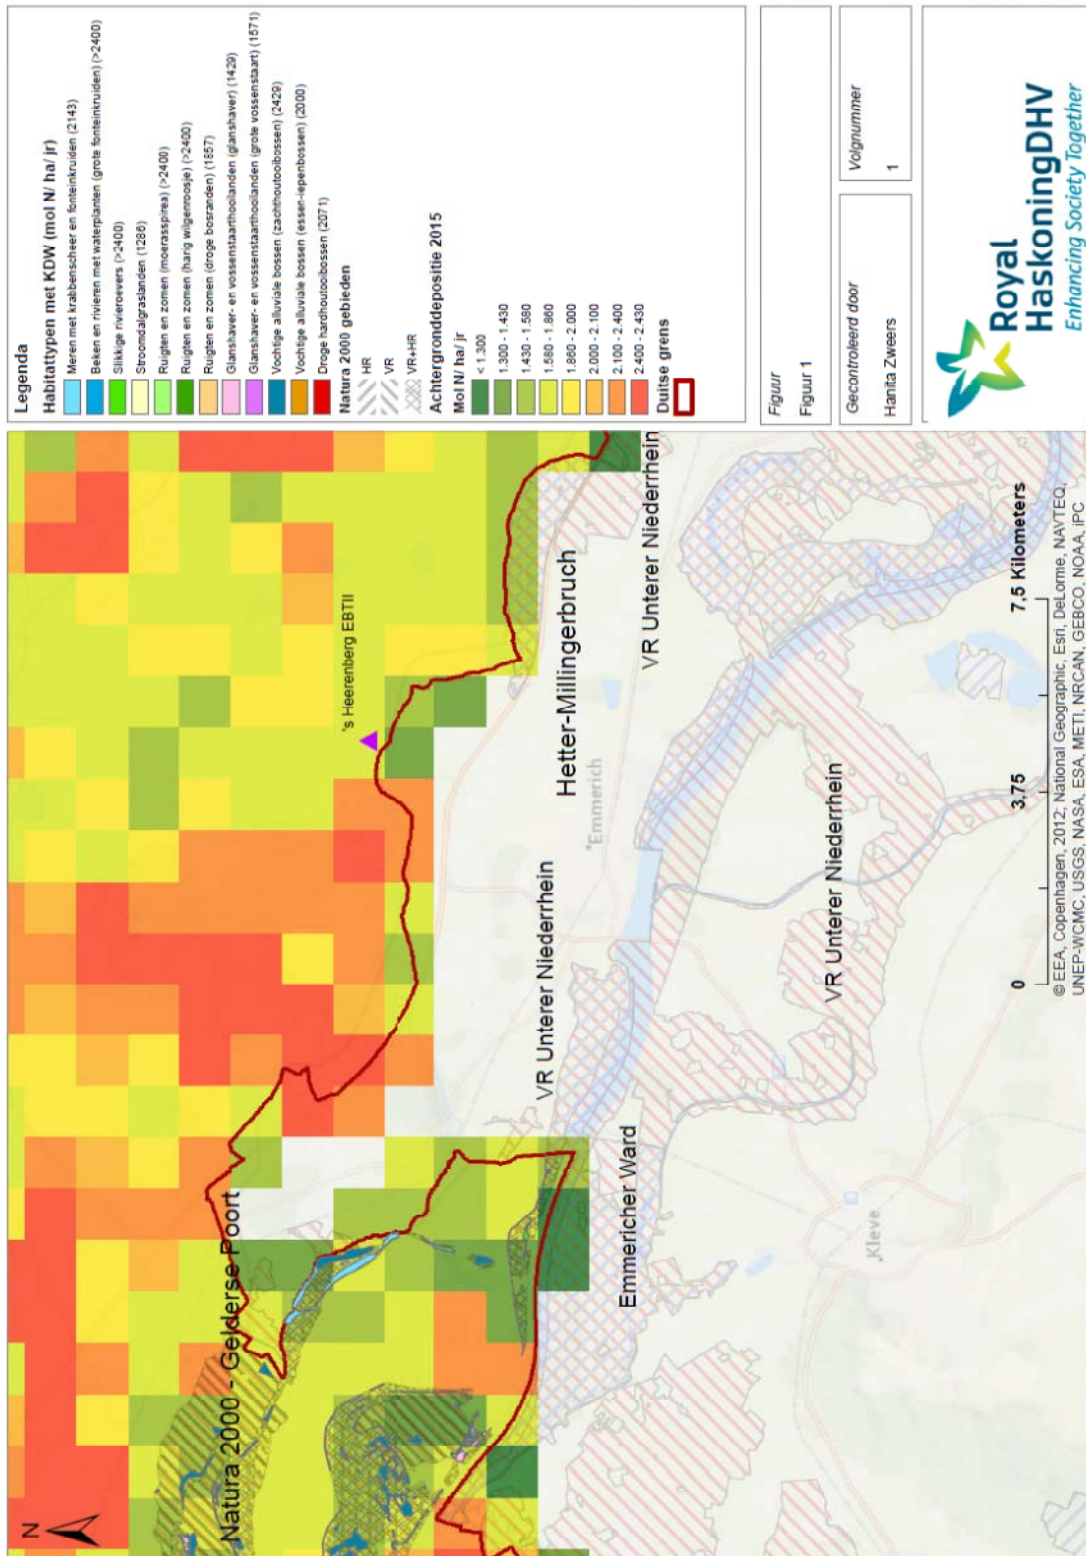 N
Natura 2000 - Gelderse Poort
's Heerenberg EBTII
VR Unterer Niederrhein
Hetter-Millingerbruch
VR Unterer Niederrhein
Emmerich
Emmericher Ward
VR Unterer Niederrhein
Kleve
0
3,75
7,5 Kilometers
© EEA, Copenhagen, 2012; National Geographic, Esri, DeLorme, NAVTEQ,
UNEP-WCMC, USGS, NASA, ESA, METI, NRCAN, GEBCO, NOAA, iPC
Legenda
Habitattypen met KDW (mol N/ ha/ jr)
Meren met krabbenscheer en fonteinkruiden (2143)
Beken en rivieren met waterplanten (grote fonteinkruiden) (>2400)
Slikkige rivieroevers (>2400)
Stroomdalgraslanden (1286)
Ruigten en zomen (moerasspirea) (>2400)
Ruigten en zomen (harig wilgenroosje) (>2400)
Ruigten en zomen (droge bosranden) (1857)
Glanshaver- en vossenstaarthooilanden (glanshaver) (1429)
Glanshaver- en vossenstaarthooilanden (grote vossenstaart) (1571)
Vochtige alluviale bossen (zachthoutooibossen) (2429)
Vochtige alluviale bossen (essen-iepenbossen) (2000)
Droge hardhoutooibossen (2071)
Natura 2000 gebieden
HR
VR
VR+HR
Achtergronddepositie 2015
Mol N/ ha/ jr
< 1.300
1.300 - 1.430
1.430 - 1.580
1.580 - 1.860
1.860 - 2.000
2.000 - 2.100
2.100 - 2.400
2.400 - 2.430
Duitse grens
Figuur
Figuur 1
Gecontroleerd door
Hanita Zweers
Volgnummer
1
Royal
HaskoningDHV
Enhancing Society Together